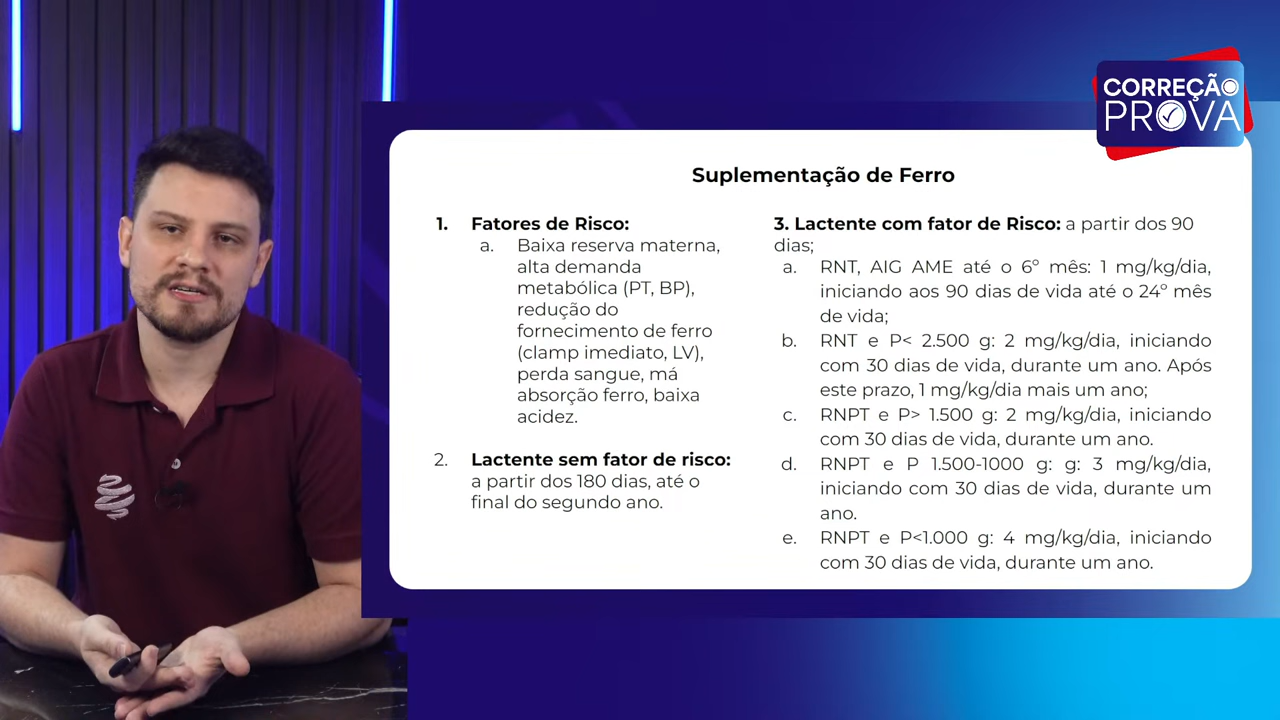 CORREÇÃO
PROVA
Suplementação de Ferro
1. Fatores de Risco:
a. Baixa reserva materna,
alta demanda
metabólica (PT, BP),
redução do
fornecimento de ferro
(clamp imediato, LV),
perda sangue, má
absorção ferro, baixa
acidez.
2. Lactente sem fator de risco:
a partir dos 180 dias, até o
final do segundo ano.
3. Lactente com fator de Risco: a partir dos 90
dias;
a. RNT, AIG AME até o 6º mês: 1 mg/kg/dia,
iniciando aos 90 dias de vida até o 24º mês
de vida;
b. RNT e P< 2.500 g: 2 mg/kg/dia, iniciando
com 30 dias de vida, durante um ano. Após
este prazo, 1 mg/kg/dia mais um ano;
c. RNPT e P> 1.500 g: 2 mg/kg/dia, iniciando
com 30 dias de vida, durante um ano.
d. RNPT e P 1.500-1000 g: g: 3 mg/kg/dia,
iniciando com 30 dias de vida, durante um
ano.
e. RNPT e P<1.000 g: 4 mg/kg/dia, iniciando
com 30 dias de vida, durante um ano.